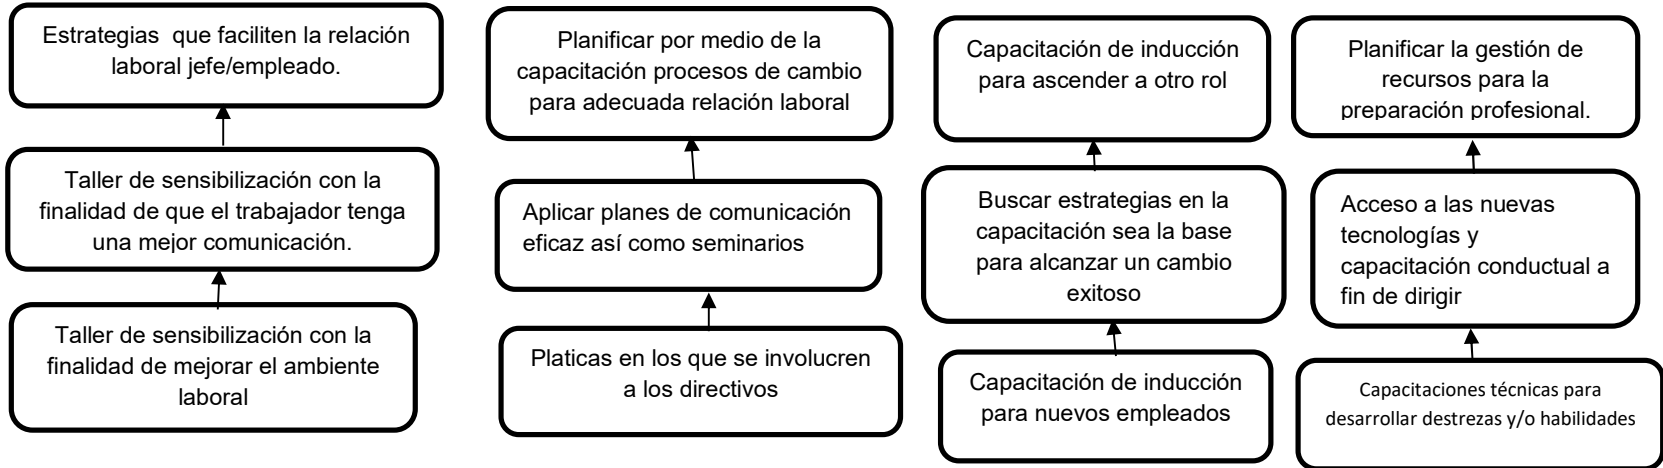 Estrategias que faciliten la relación
laboral jefe/empleado.
Planificar por medio de la
capacitación procesos de cambio
para adecuada relación laboral
Capacitación de inducción
para ascender a otro rol
Planificar la gestión de
recursos para la
preparación profesional.
Taller de sensibilización con la
finalidad de que el trabajador tenga
una mejor comunicación.
Aplicar planes de comunicación
eficaz así como seminarios
Buscar estrategias en la
capacitación sea la base
para alcanzar un cambio
exitoso
Acceso a las nuevas
tecnologías y
capacitación conductual a
fin de dirigir
Taller de sensibilización con la
finalidad de mejorar el ambiente
laboral
Platicas en los que se involucren
a los directivos
Capacitación de inducción
para nuevos empleados
Capacitaciones técnicas para
desarrollar destrezas y/o habilidades